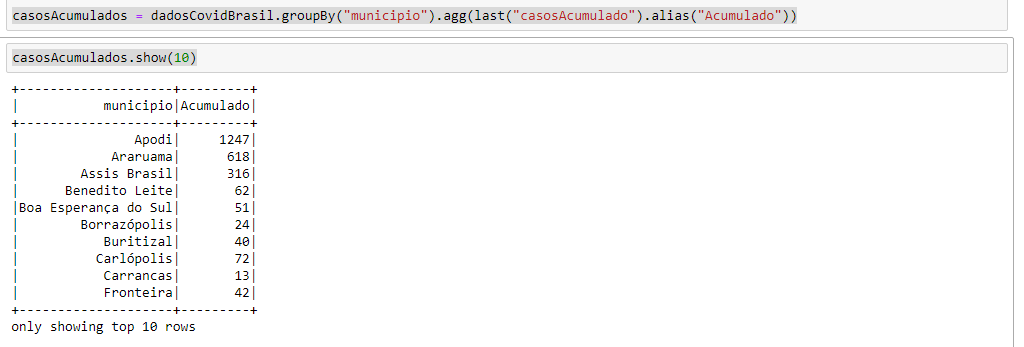 casosAcumulados = dadosCovidBrasil.groupBy("municipio").agg(last("casosAcumulado").alias("Acumulado"))
casosAcumulados.show(10)
+--------------------+---------+
|           municipio|Acumulado|
+--------------------+---------+
|               Apodi|     1247|
|            Araruama|      618|
|        Assis Brasil|      316|
|      Benedito Leite|       62|
|Boa Esperança do Sul|       51|
|        Borrazópolis|       24|
|           Buritizal|       40|
|          Carlópolis|       72|
|           Carrancas|       13|
|           Fronteira|       42|
+--------------------+---------+
only showing top 10 rows